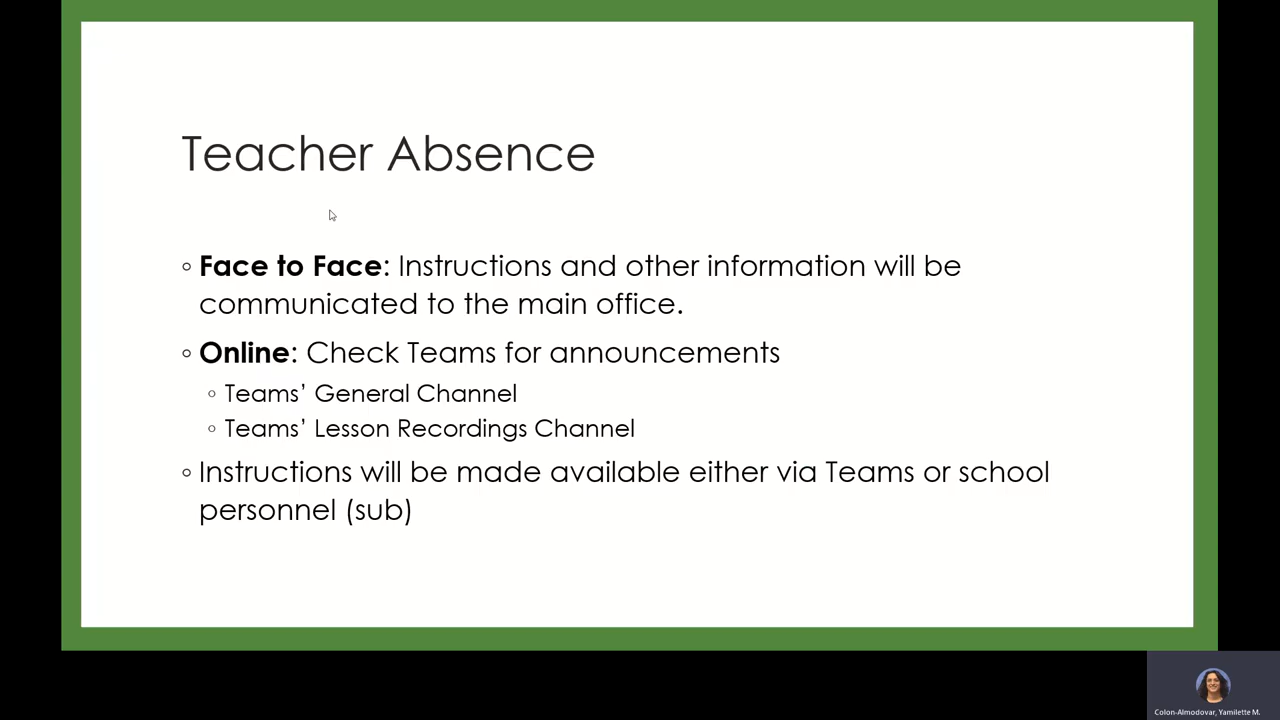 Teacher Absence
◦ Face to Face: Instructions and other information will be
communicated to the main office.
◦ Online: Check Teams for announcements
◦ Teams’ General Channel
◦ Teams’ Lesson Recordings Channel
◦ Instructions will be made available either via Teams or school
personnel (sub)
Colon-Almodovar, Yamilette M.